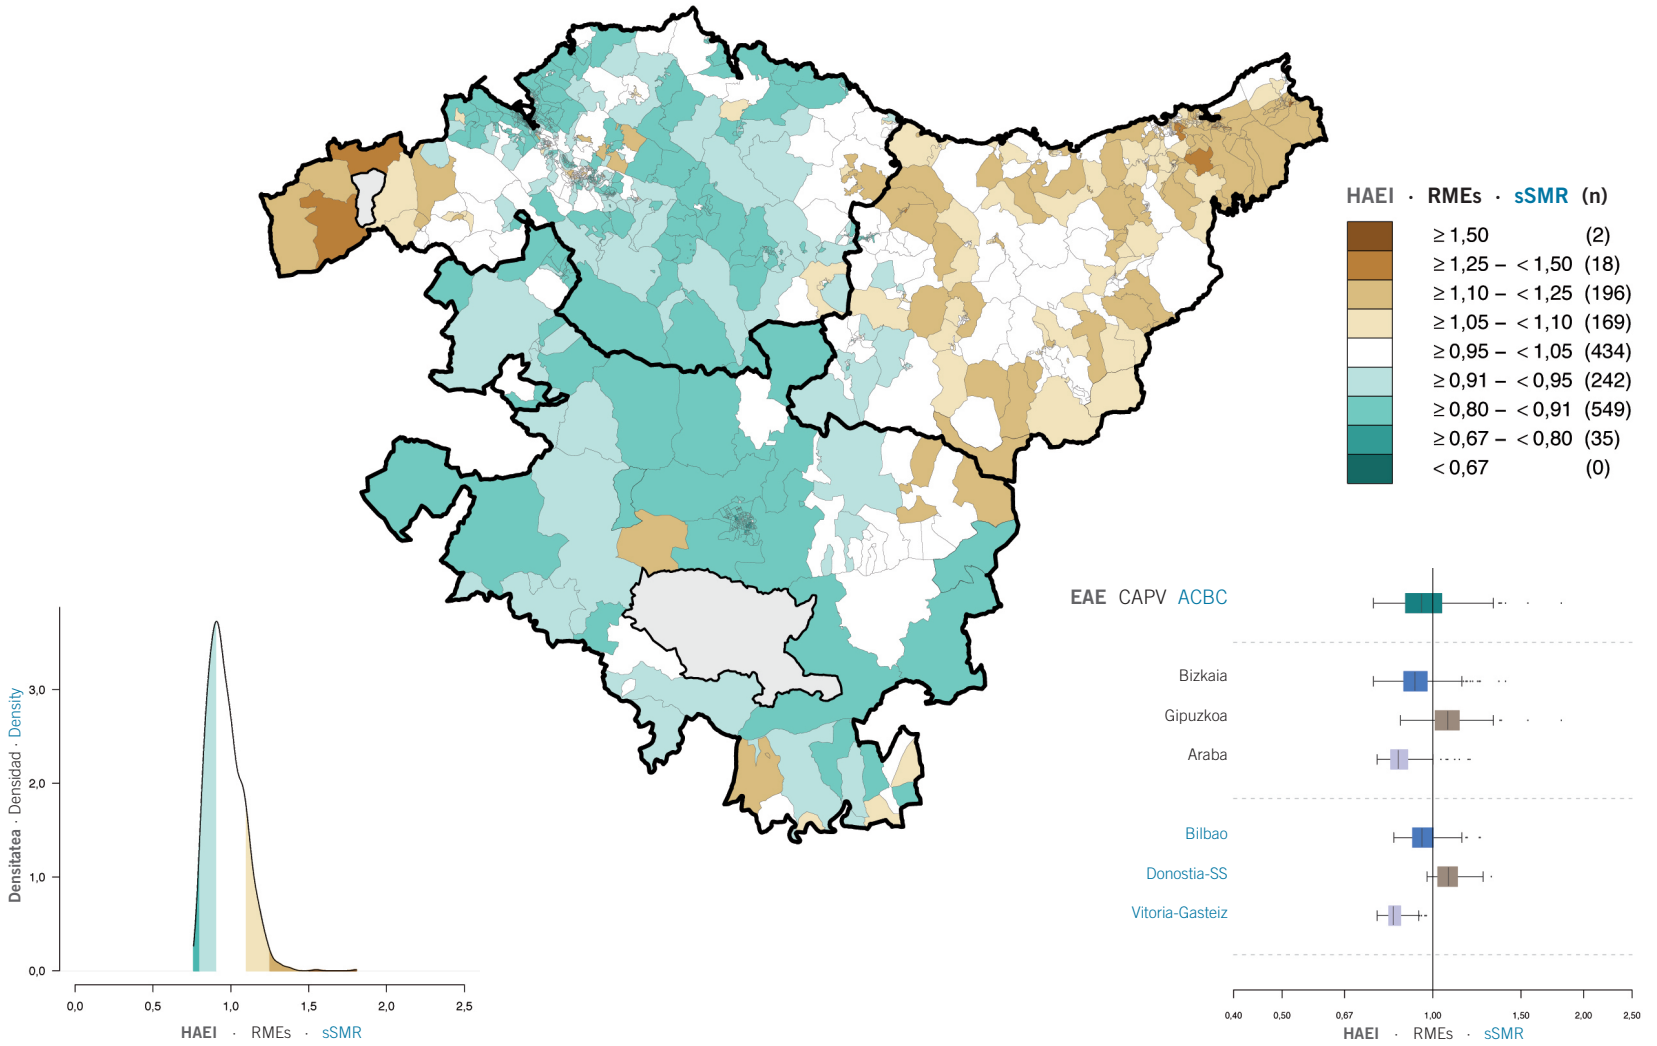 HAEI · RMEs · sSMR (n)
≥ 1,50 (2)
≥ 1,25 – < 1,50 (18)
≥ 1,10 – < 1,25 (196)
≥ 1,05 – < 1,10 (169)
≥ 0,95 – < 1,05 (434)
≥ 0,91 – < 0,95 (242)
≥ 0,80 – < 0,91 (549)
≥ 0,67 – < 0,80 (35)
< 0,67 (0)
EAE CAPV ACBC
Bizkaia
Gipuzkoa
Araba
Bilbao
Donostia-SS
Vitoria-Gasteiz
0,40 0,50 0,67 1,00 1,50 2,00 2,50
HAEI · RMEs · sSMR
Densitatea · Densidad · Density
3,0
2,0
1,0
0,0
0,0 0,5 1,0 1,5 2,0 2,5
HAEI · RMEs · sSMR